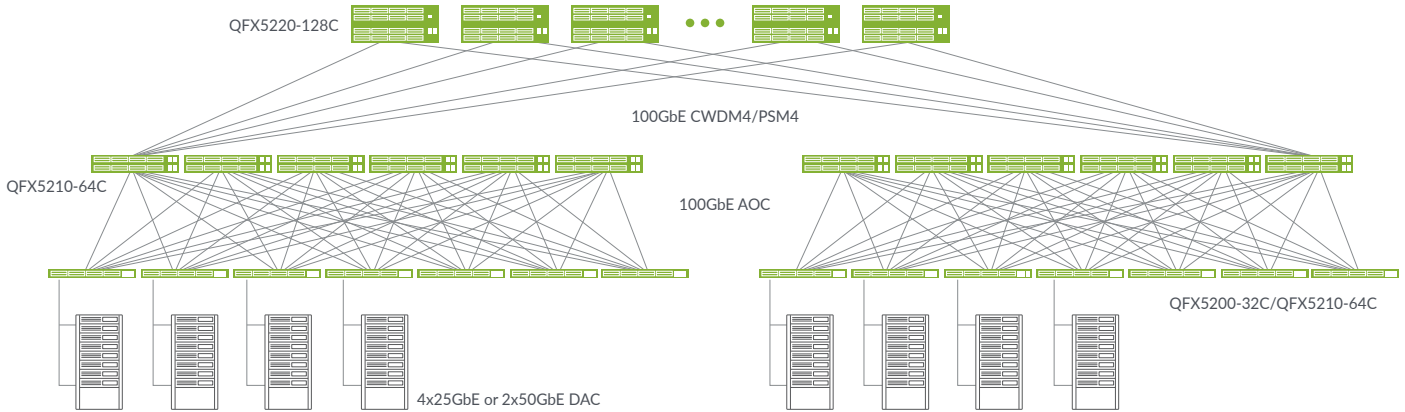 QFX5220-128C
100GbE CWDM4/PSM4
QFX5210-64C
100GbE AOC
QFX5200-32C/QFX5210-64C
4x25GbE or 2x50GbE DAC